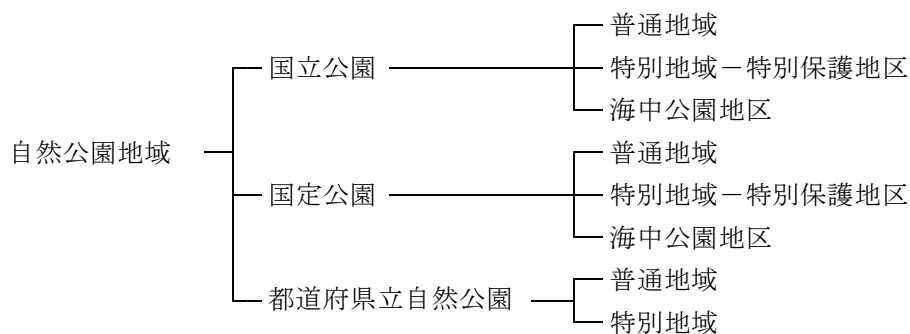 普通地域
国立公園
特別地域－特別保護地区
海中公園地区
自然公園地域
普通地域
国定公園
特別地域－特別保護地区
海中公園地区
普通地域
都道府県立自然公園
特別地域